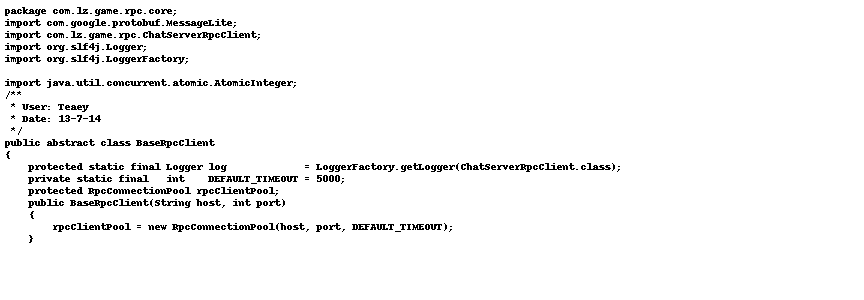 package com.lz.game.rpc.core;
import com.google.protobuf.MessageLite;
import com.lz.game.rpc.ChatServerRpcClient;
import org.slf4j.Logger;
import org.slf4j.LoggerFactory;

import java.util.concurrent.atomic.AtomicInteger;
/**
 * User: Teaey
 * Date: 13-7-14
 */
public abstract class BaseRpcClient
{
    protected static final Logger log             = LoggerFactory.getLogger(ChatServerRpcClient.class);
    private static final   int    DEFAULT_TIMEOUT = 5000;
    protected RpcConnectionPool rpcClientPool;
    public BaseRpcClient(String host, int port)
    {
        rpcClientPool = new RpcConnectionPool(host, port, DEFAULT_TIMEOUT);
    }